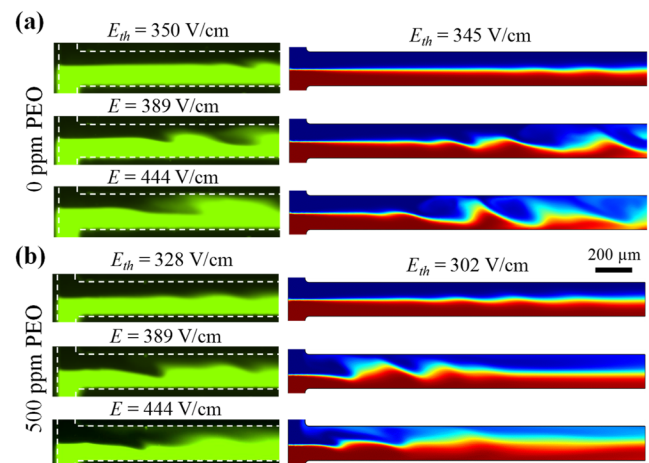 (a)
E_th = 350 V/cm
E_th = 345 V/cm
0 ppm PEO
E = 389 V/cm
E = 444 V/cm
(b)
E_th = 328 V/cm
E_th = 302 V/cm
200 µm
500 ppm PEO
E = 389 V/cm
E = 444 V/cm